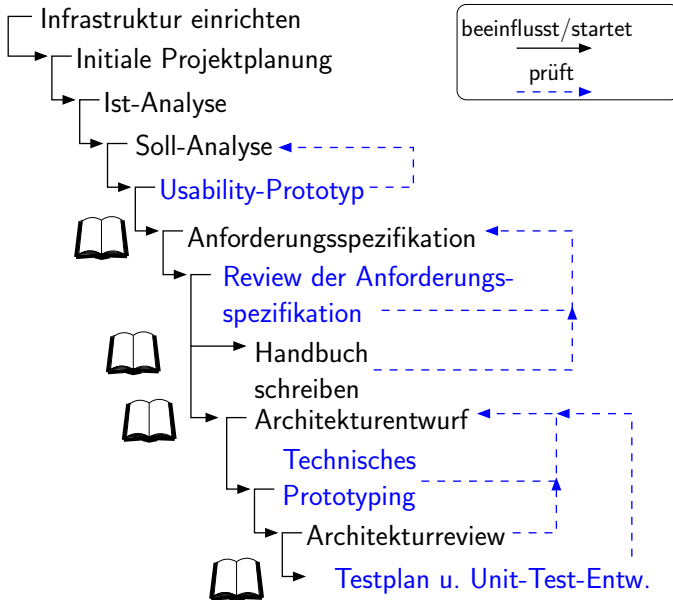 Infrastruktur einrichten
beeinflusst/startet
Initiale Projektplanung
prüft
Ist-Analyse
Soll-Analyse
Usability-Prototyp
Anforderungsspezifikation
Review der Anforderungs-
spezifikation
Handbuch
schreiben
Architekturentwurf
Technisches
Prototyping
Architekturreview
Testplan u. Unit-Test-Entw.